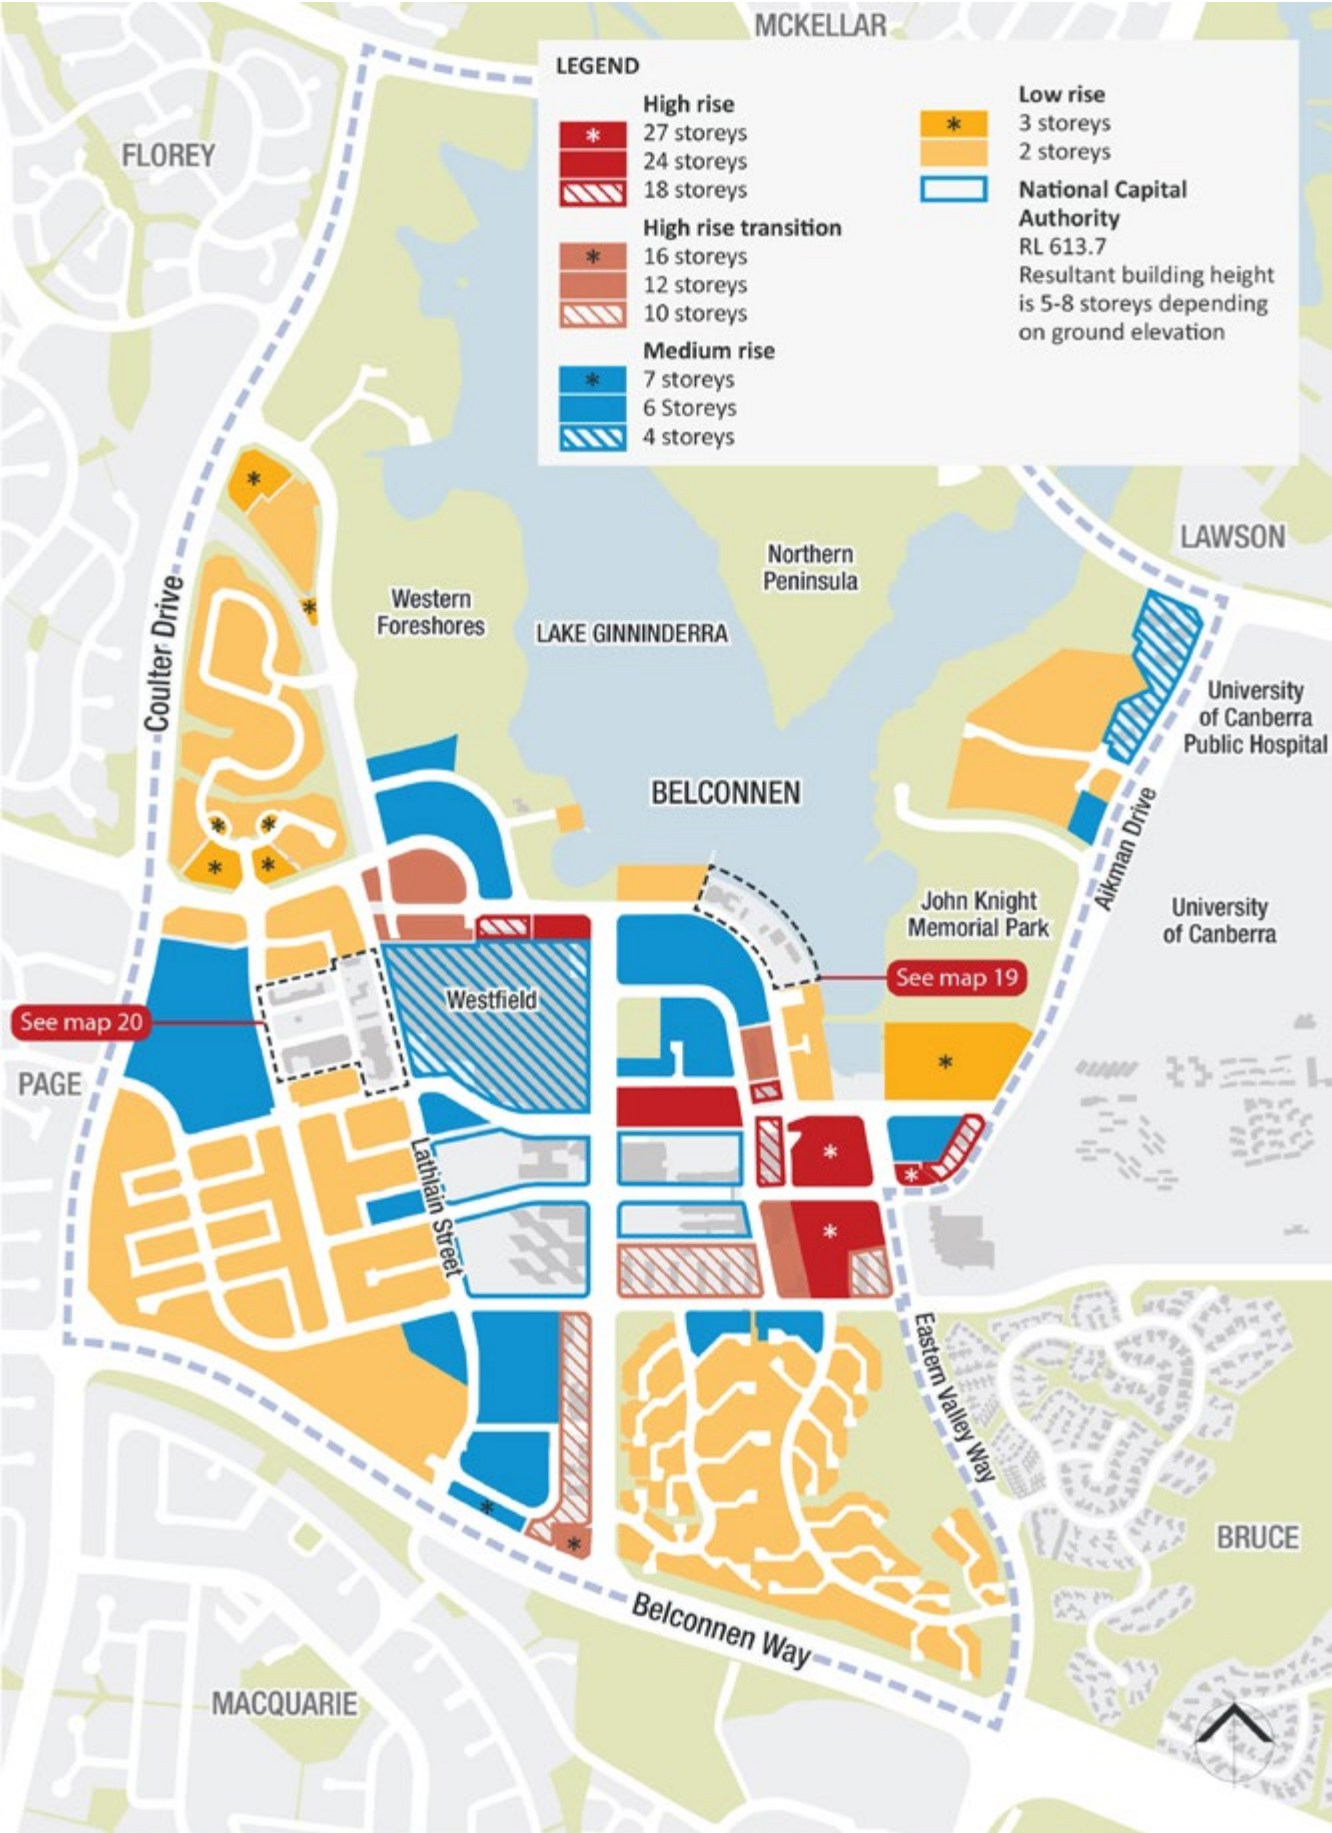 MCKELLAR
LEGEND
High rise
* 27 storeys
24 storeys
18 storeys
High rise transition
* 16 storeys
12 storeys
10 storeys
Medium rise
* 7 storeys
6 Storeys
4 storeys
Low rise
* 3 storeys
2 storeys
National Capital
Authority
RL 613.7
Resultant building height
is 5-8 storeys depending
on ground elevation
FLOREY
*
LAWSON
Northern
Peninsula
Western
Foreshores
*
LAKE GINNINDERRA
Coulter Drive
University
of Canberra
Public Hospital
BELCONNEN
Aikman Drive
* *
* *
John Knight
Memorial Park
University
of Canberra
See map 19
Westfield
See map 20
*
PAGE
Lathlain Street
*
*
*
Eastern Valley Way
*
*
BRUCE
Belconnen Way
MACQUARIE